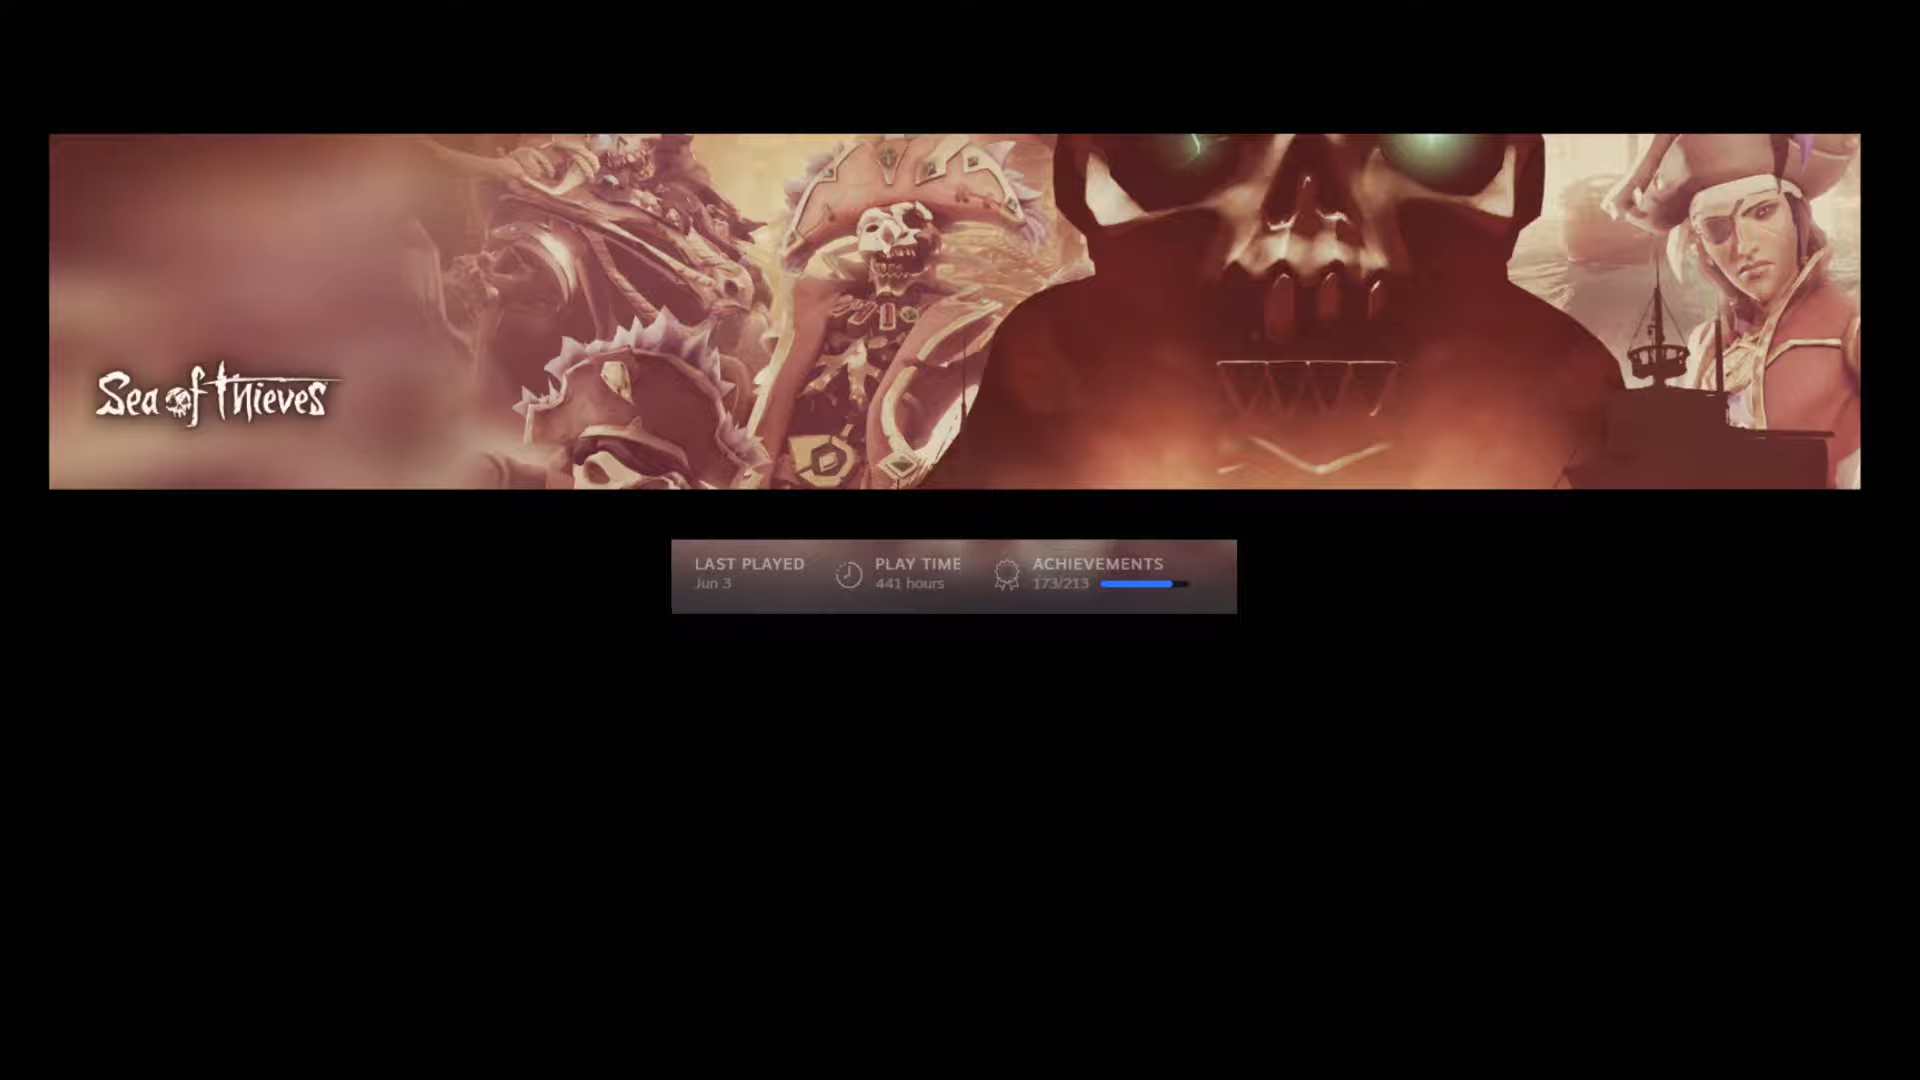 Sea of Thieves
LAST PLAYED
Jun 3
PLAY TIME
441 hours
ACHIEVEMENTS
173/213